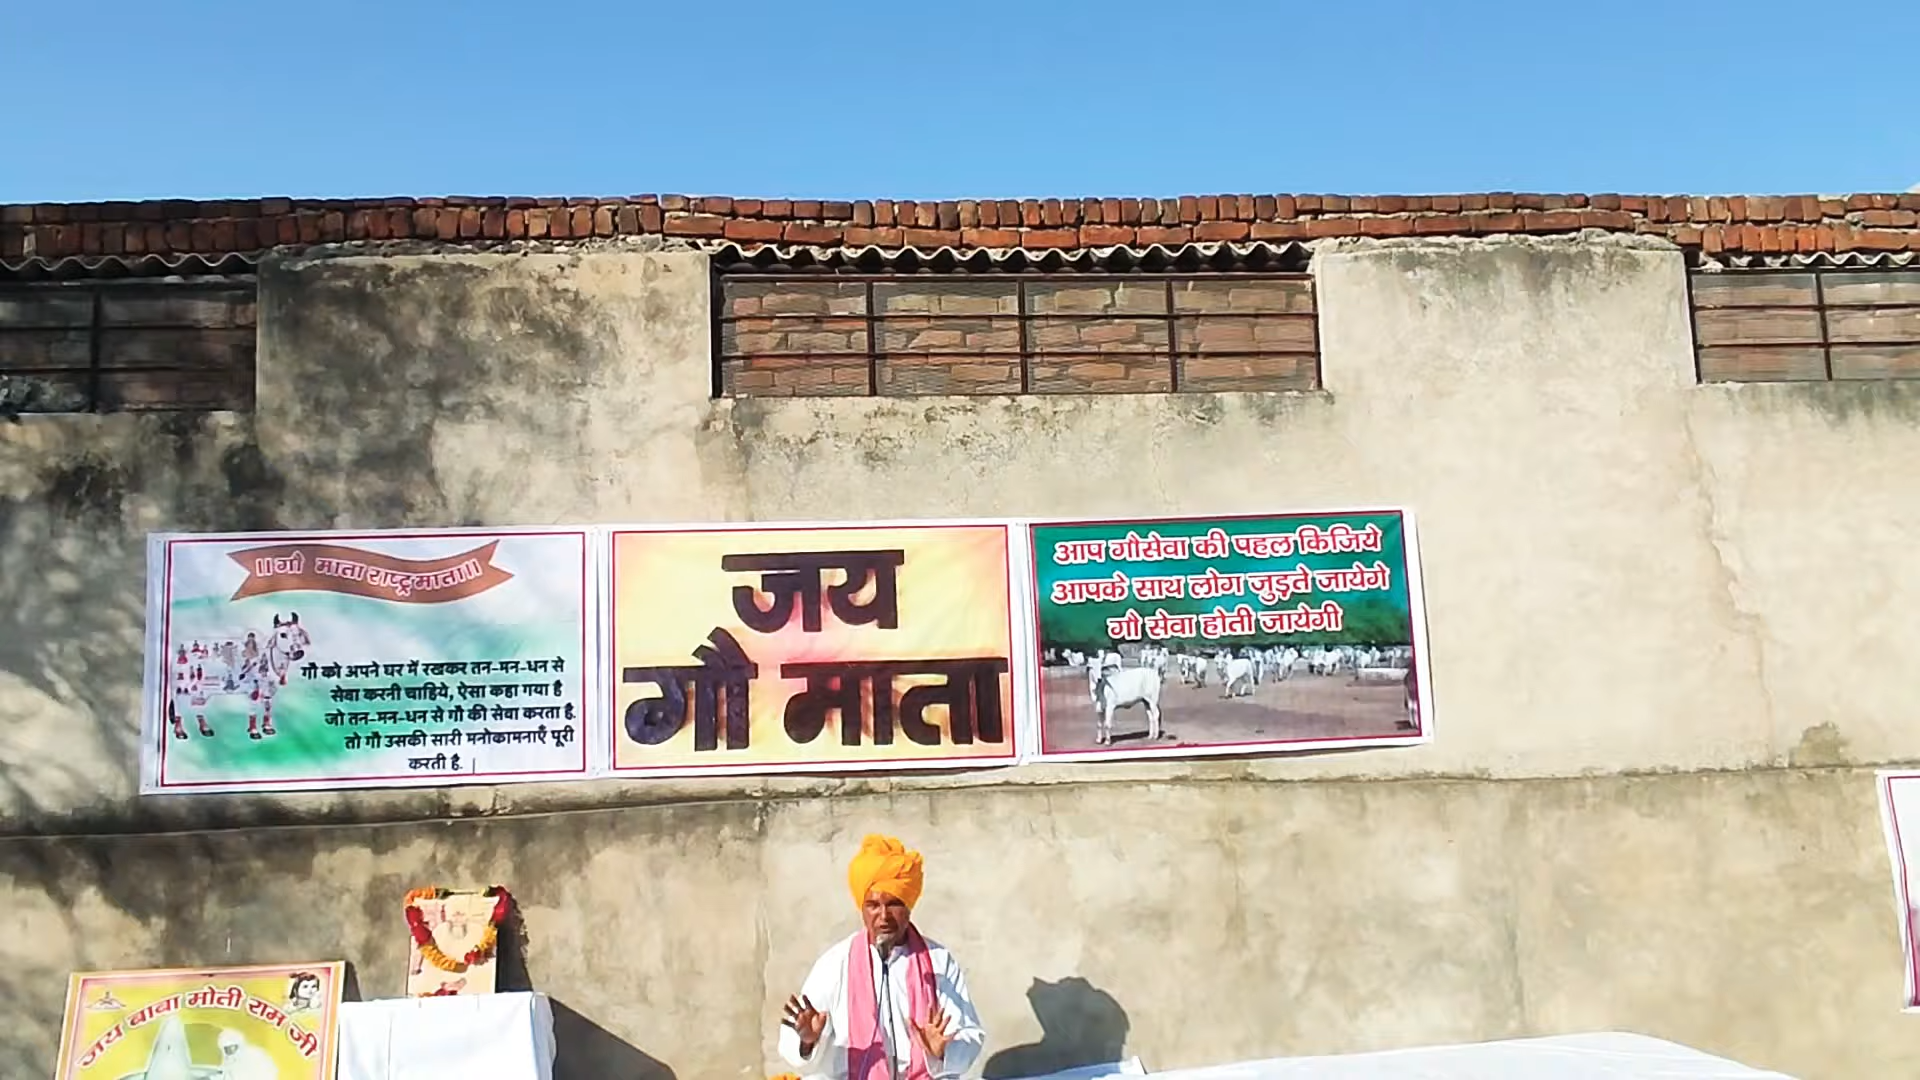 ॥गौ माता राष्ट्रमाता॥
गौ को अपने घर में रखकर तन-मन-धन से
सेवा करनी चाहिये, ऐसा कहा गया है
जो तन-मन-धन से गौ की सेवा करता है.
तो गौ उसकी सारी मनोकामनाएँ पूरी
करती है.
जय
गौ माता
आप गौसेवा की पहल किजिये
आपके साथ लोग जुड़ते जायेगे
गौ सेवा होती जायेगी
जय बाबा मोती राम जी